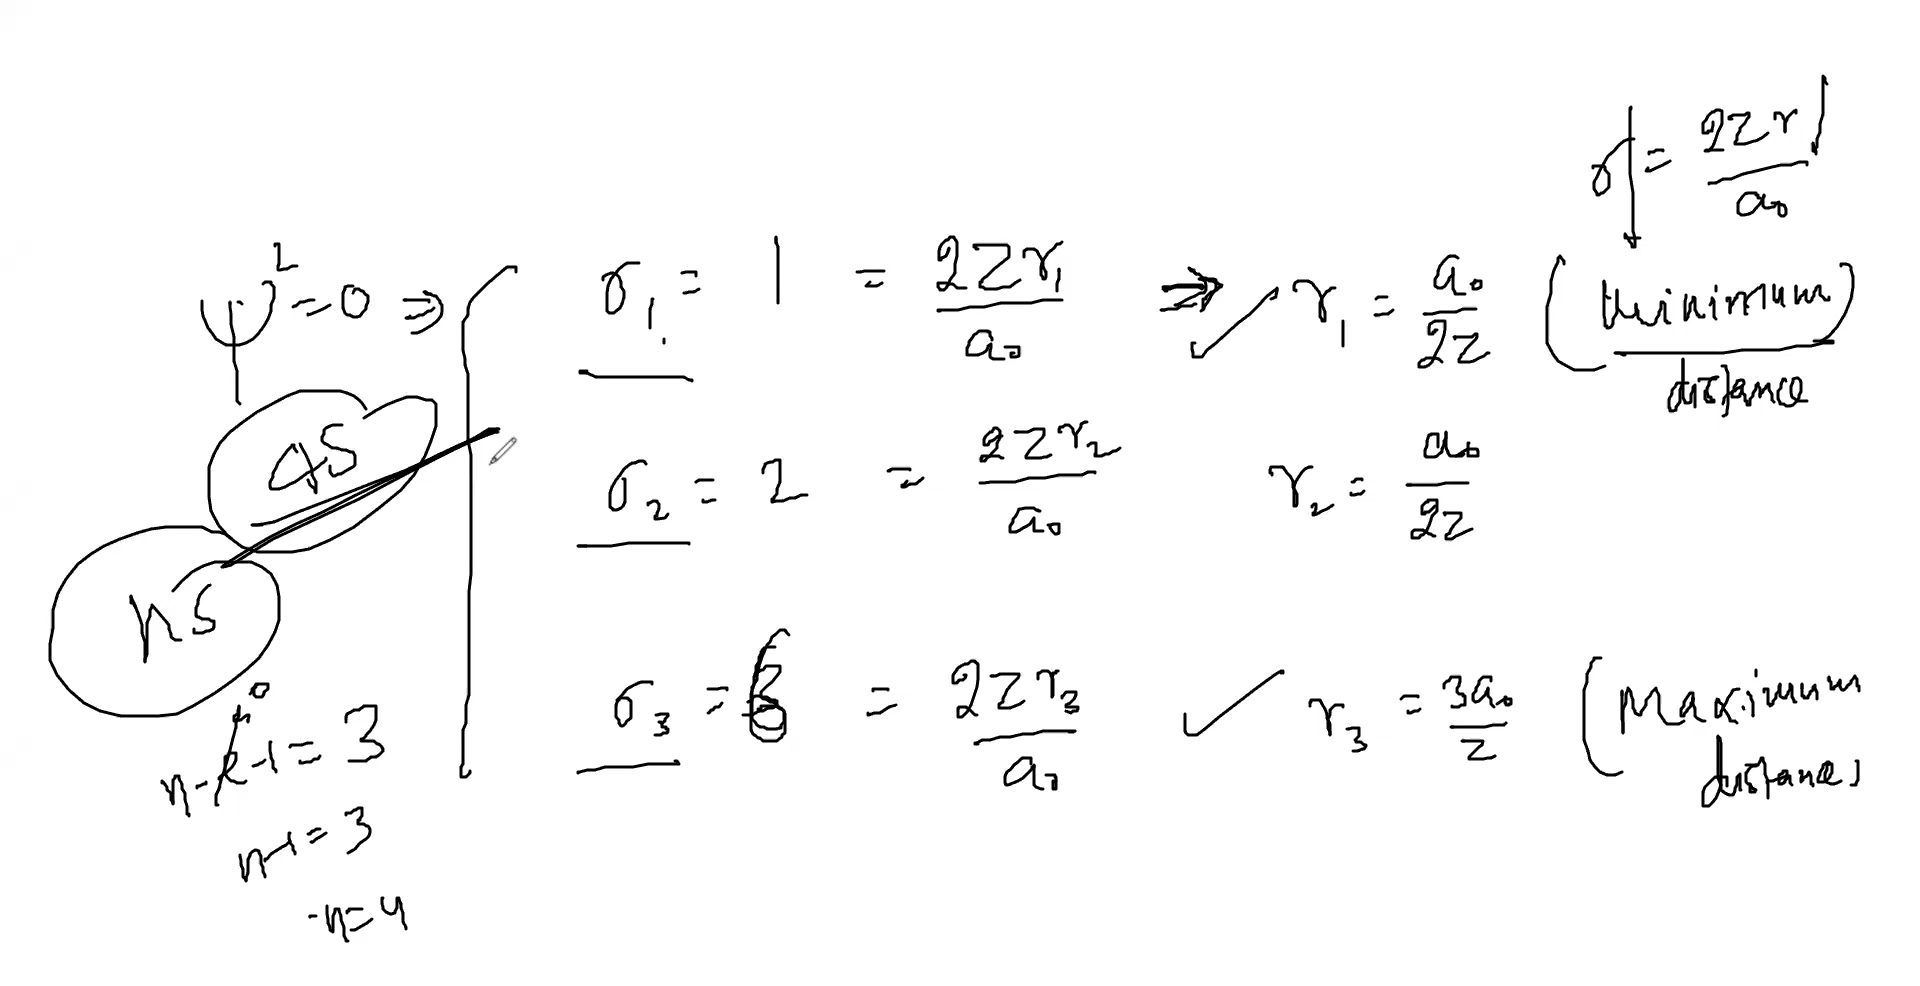 σ = 2Zr / a₀
ψ² = 0 ⇒ σ₁ = 1 = 2Zr₁ / a₀ ⇒ ✓ r₁ = a₀ / 2Z (Minimum distance)
4S
σ₂ = 2 = 2Zr₂ / a₀ r₂ = a₀ / 2Z
nS
σ₃ = 6 = 2Zr₃ / a₀ ✓ r₃ = 3a₀ / Z (Maximum distance)
n-ℓ-1 = 3
0
n-1 = 3
n=4